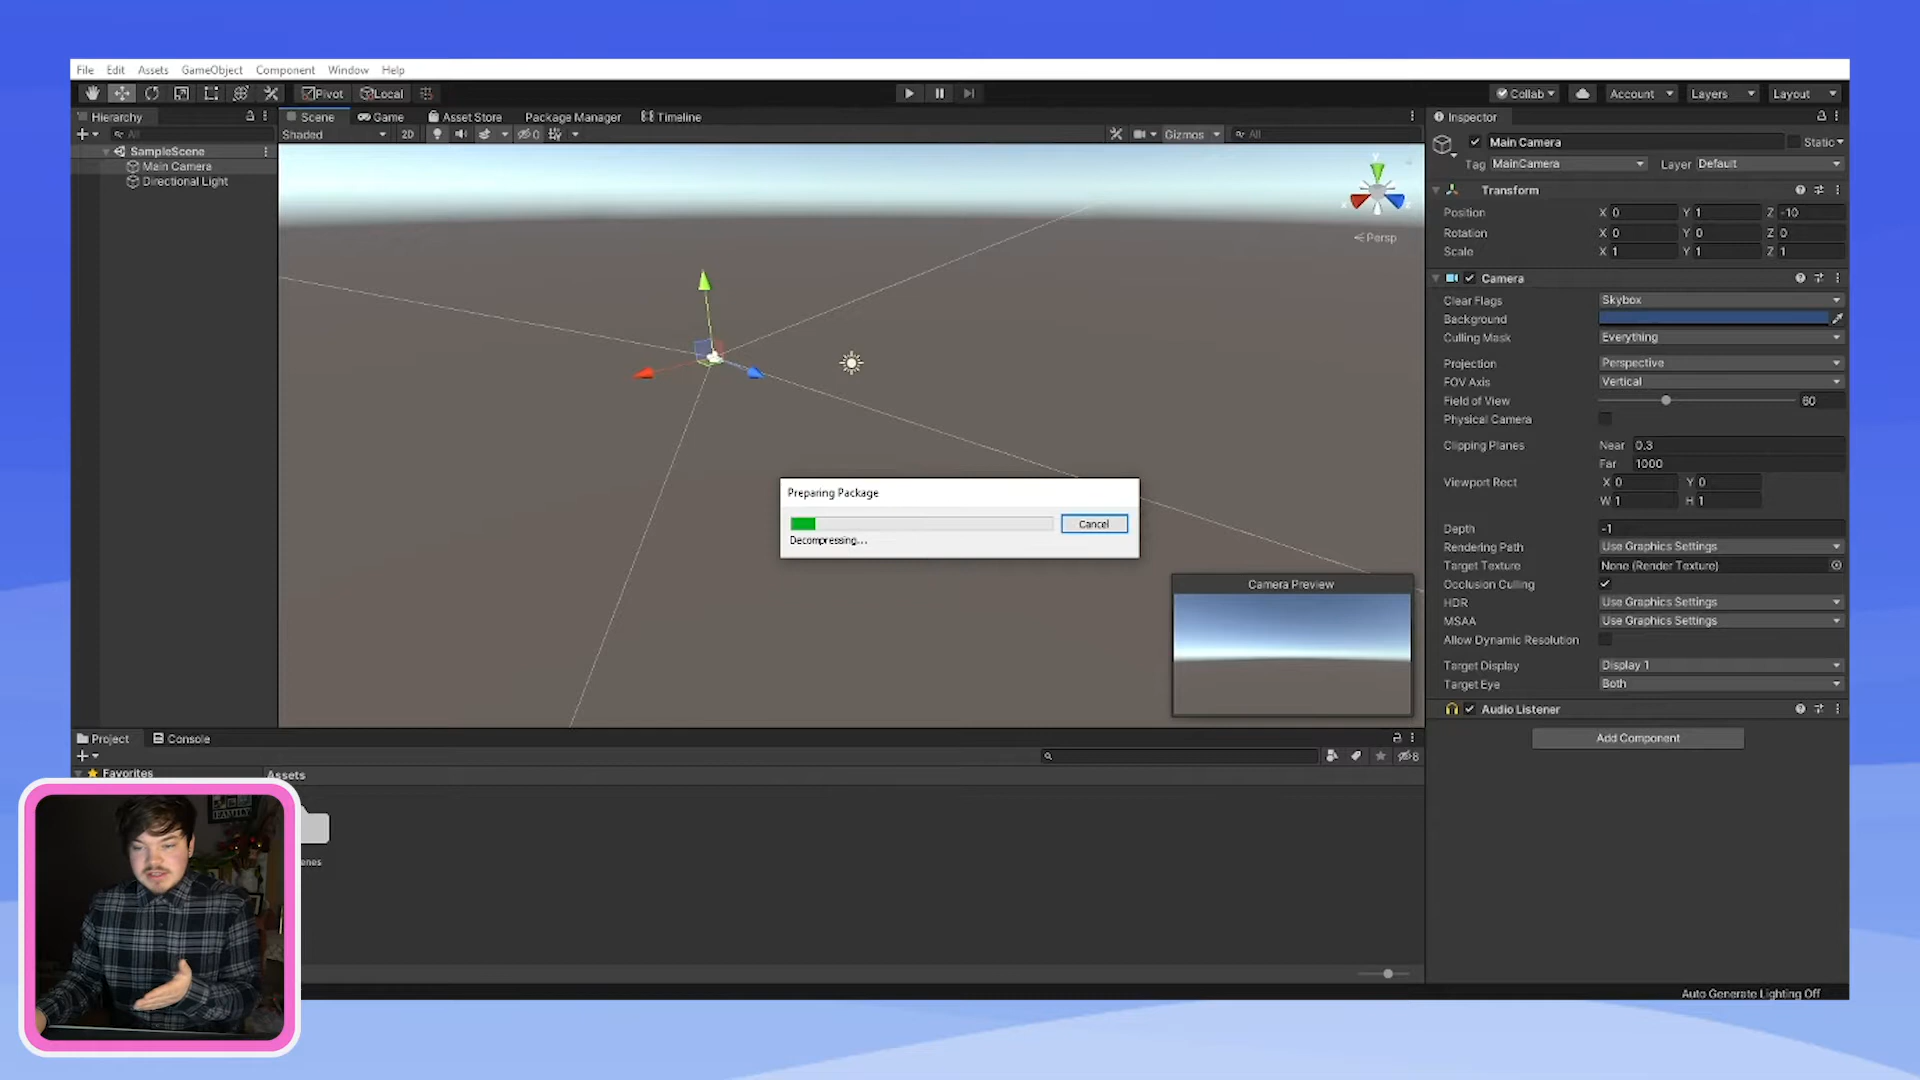 File Edit Assets GameObject Component Window Help
Pivot Local Collab Account Layers Layout
Hierarchy Scene Game Asset Store Package Manager Timeline Inspector
All Shaded 2D 0 Gizmos All
SampleScene
Main Camera
Directional Light
Persp
Main Camera Static
Tag MainCamera Layer Default
Transform
Position X 0 Y 1 Z -10
Rotation X 0 Y 0 Z 0
Scale X 1 Y 1 Z 1
Camera
Clear Flags Skybox
Background
Culling Mask Everything
Projection Perspective
FOV Axis Vertical
Field of View 60
Physical Camera
Clipping Planes Near 0.3
Far 1000
Viewport Rect X 0 Y 0
W 1 H 1
Depth -1
Rendering Path Use Graphics Settings
Target Texture None (Render Texture)
Occlusion Culling
HDR Use Graphics Settings
MSAA Use Graphics Settings
Allow Dynamic Resolution
Target Display Display 1
Target Eye Both
Audio Listener
Add Component
Preparing Package
Cancel
Decompressing...
Camera Preview
Project Console
8
Favorites Assets
enes
FAMILY
Auto Generate Lighting Off